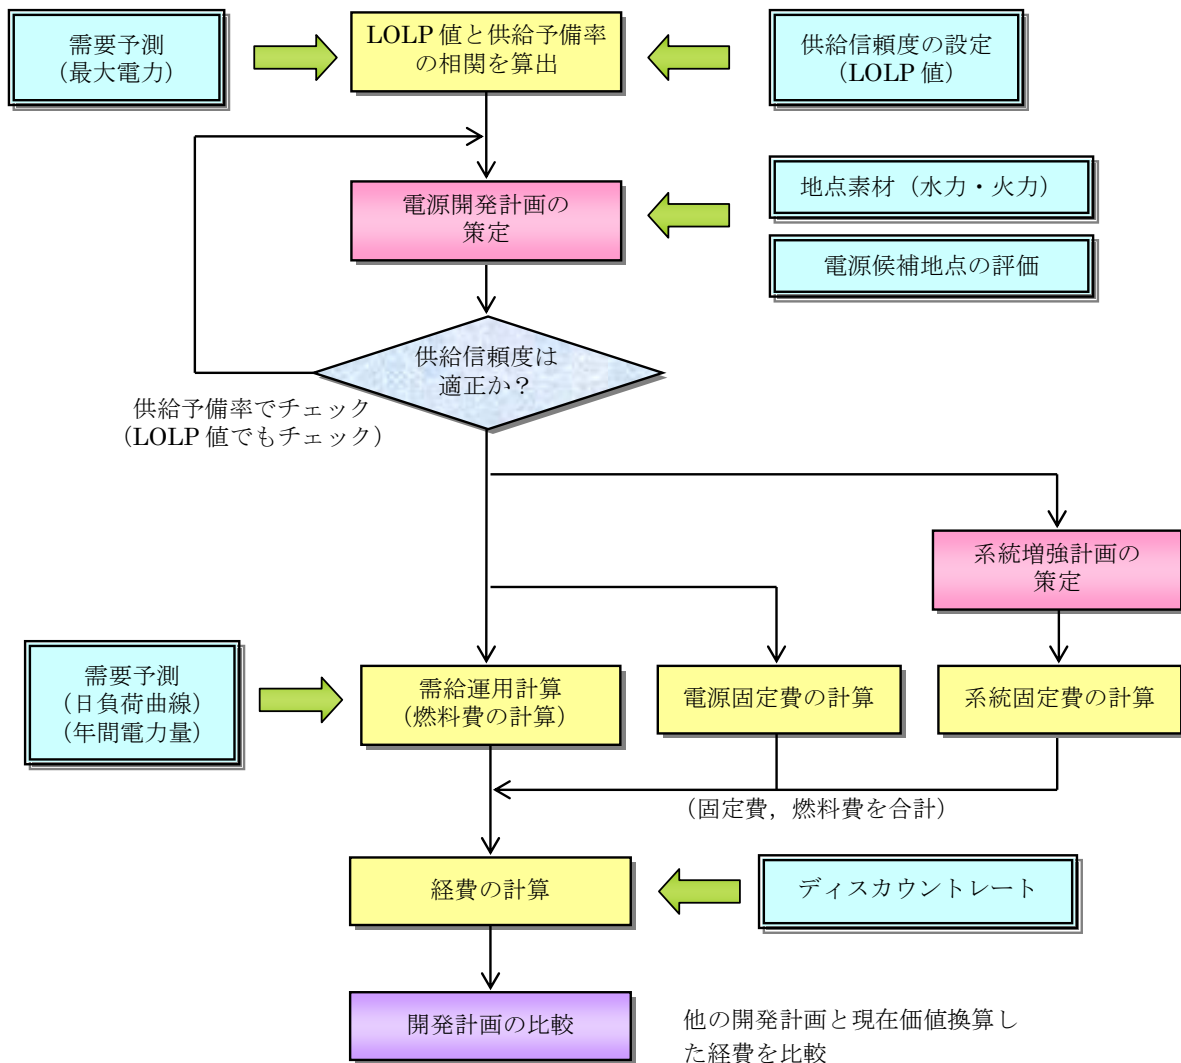 需要予測
（最大電力）
LOLP 値と供給予備率
の相関を算出
供給信頼度の設定
（LOLP 値）
電源開発計画の
策定
地点素材（水力・火力）
電源候補地点の評価
供給信頼度は
適正か？
供給予備率でチェック
（LOLP 値でもチェック）
系統増強計画の
策定
需要予測
（日負荷曲線）
（年間電力量）
需給運用計算
（燃料費の計算）
電源固定費の計算
系統固定費の計算
（固定費，燃料費を合計）
経費の計算
ディスカウントレート
開発計画の比較
他の開発計画と現在価値換算し
た経費を比較